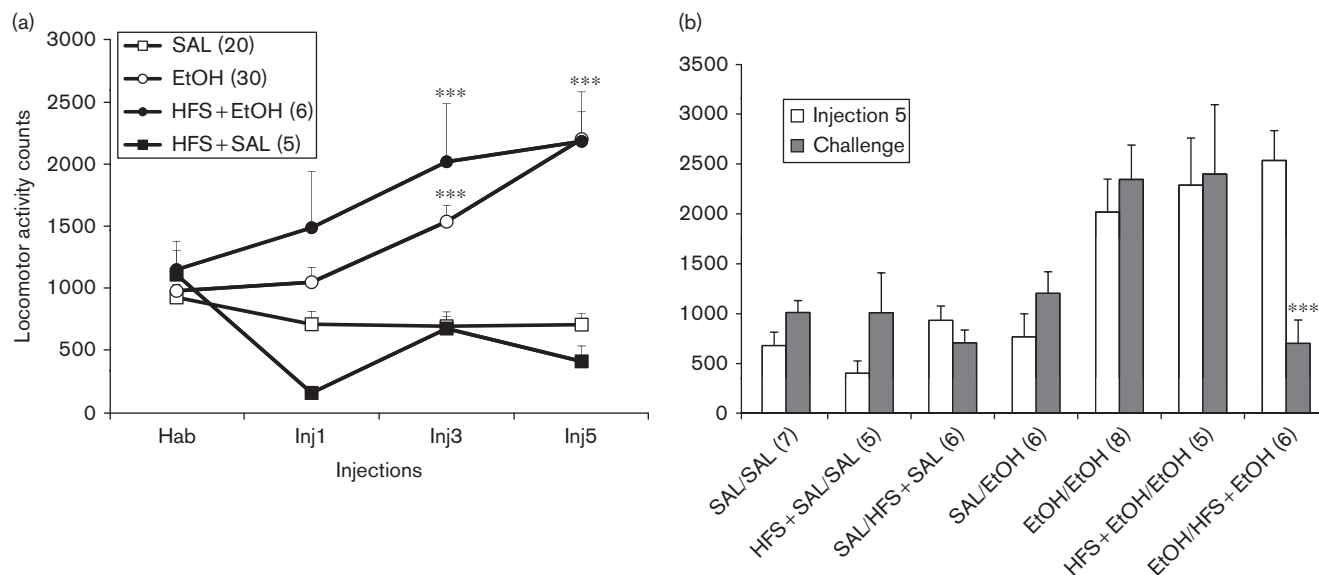 (a)
3000
2500
2000
1500
1000
500
0
Locomotor activity counts
SAL (20)
EtOH (30)
HFS+EtOH (6)
HFS+SAL (5)
***
***
***
Hab Inj1 Inj3 Inj5
Injections
(b)
3500
3000
2500
2000
1500
1000
500
0
Injection 5
Challenge
***
SAL/SAL (7)
HFS+SAL/SAL (5)
SAL/HFS+SAL (6)
SAL/EtOH (6)
EtOH/EtOH (8)
HFS+EtOH/EtOH (5)
EtOH/HFS+EtOH (6)